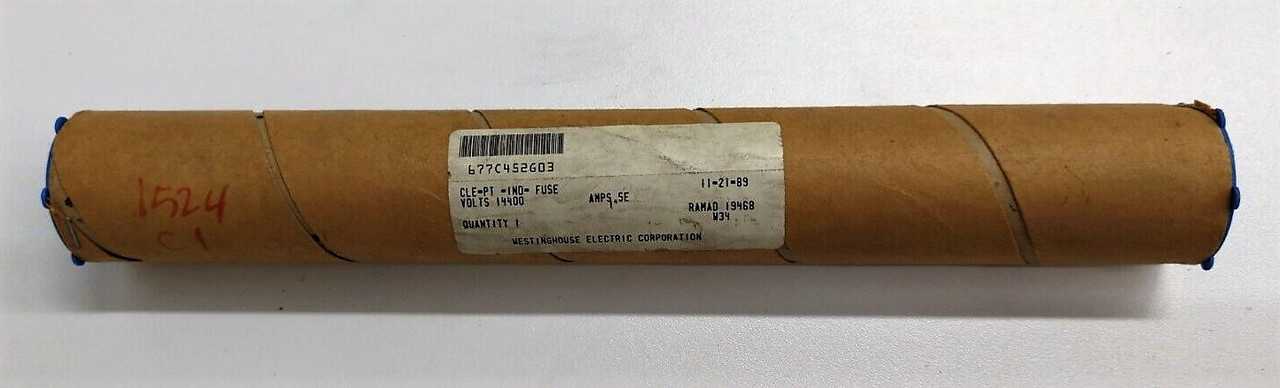 1524
C1
677C452G03
CLE-PT -IND- FUSE
11-21-89
VOLTS 14400
AMPS .5E
RAMAD 19468
W34
QUANTITY 1
WESTINGHOUSE ELECTRIC CORPORATION